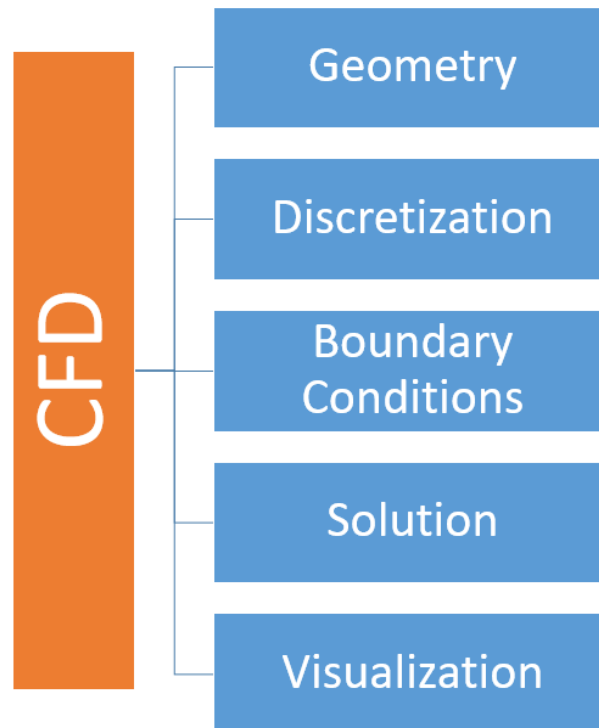 CFD
Geometry
Discretization
Boundary
Conditions
Solution
Visualization